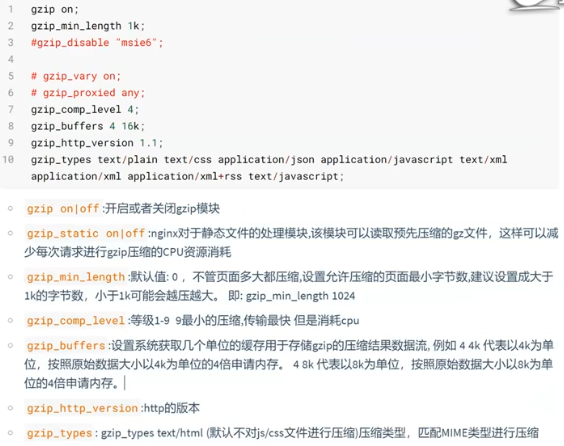 1 gzip on;
2 gzip_min_length 1k;
3 #gzip_disable "msie6";
4
5 # gzip_vary on;
6 # gzip_proxied any;
7 gzip_comp_level 4;
8 gzip_buffers 4 16k;
9 gzip_http_version 1.1;
10 gzip_types text/plain text/css application/json application/javascript text/xml
application/xml application/xml+rss text/javascript;
gzip on|off :开启或者关闭gzip模块
gzip_static on|off :nginx对于静态文件的处理模块,该模块可以读取预先压缩的gz文件，这样可以减
少每次请求进行gzip压缩的CPU资源消耗
gzip_min_length :默认值: 0 ，不管页面多大都压缩,设置允许压缩的页面最小字节数,建议设置成大于
1k的字节数，小于1k可能会越压越大。 即: gzip_min_length 1024
gzip_comp_level :等级1-9 9最小的压缩,传输最快 但是消耗cpu
gzip_buffers :设置系统获取几个单位的缓存用于存储gzip的压缩结果数据流, 例如 4 4k 代表以4k为单
位，按照原始数据大小以4k为单位的4倍申请内存。 4 8k 代表以8k为单位，按照原始数据大小以8k为单
位的4倍申请内存。
gzip_http_version :http的版本
gzip_types : gzip_types text/html (默认不对js/css文件进行压缩)压缩类型，匹配MIME类型进行压缩